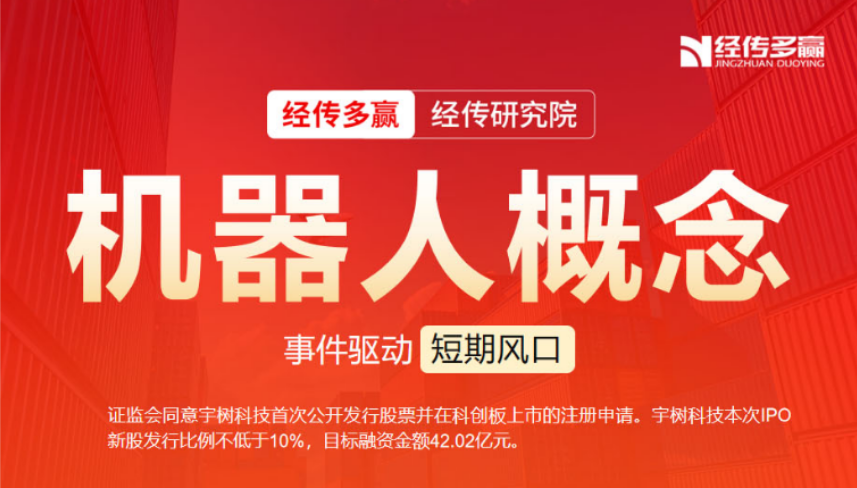 经传多赢
JINGZHUAN DUOYING
经传多赢 经传研究院
机器人概念
事件驱动 短期风口
证监会同意宇树科技首次公开发行股票并在科创板上市的注册申请。宇树科技本次IPO
新股发行比例不低于10%，目标融资金额42.02亿元。